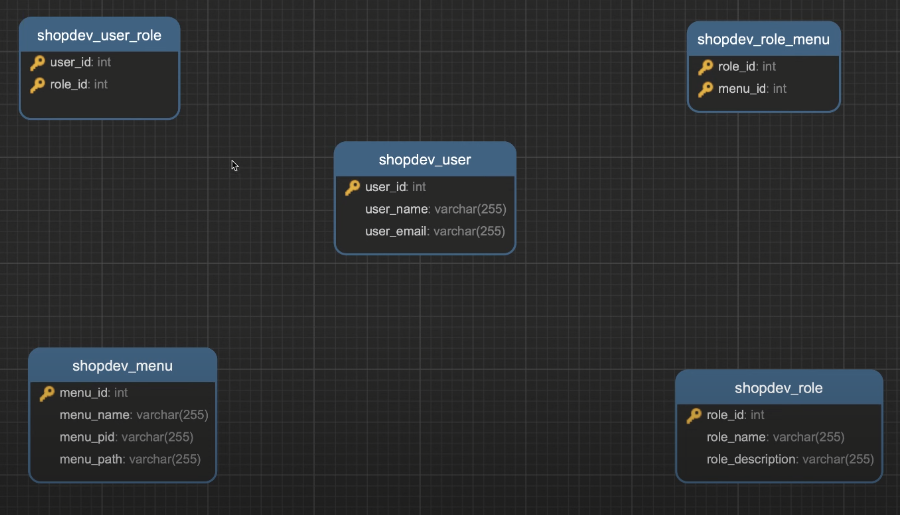 shopdev_user_role
user_id: int
role_id: int
shopdev_role_menu
role_id: int
menu_id: int
shopdev_user
user_id: int
user_name: varchar(255)
user_email: varchar(255)
shopdev_menu
menu_id: int
menu_name: varchar(255)
menu_pid: varchar(255)
menu_path: varchar(255)
shopdev_role
role_id: int
role_name: varchar(255)
role_description: varchar(255)